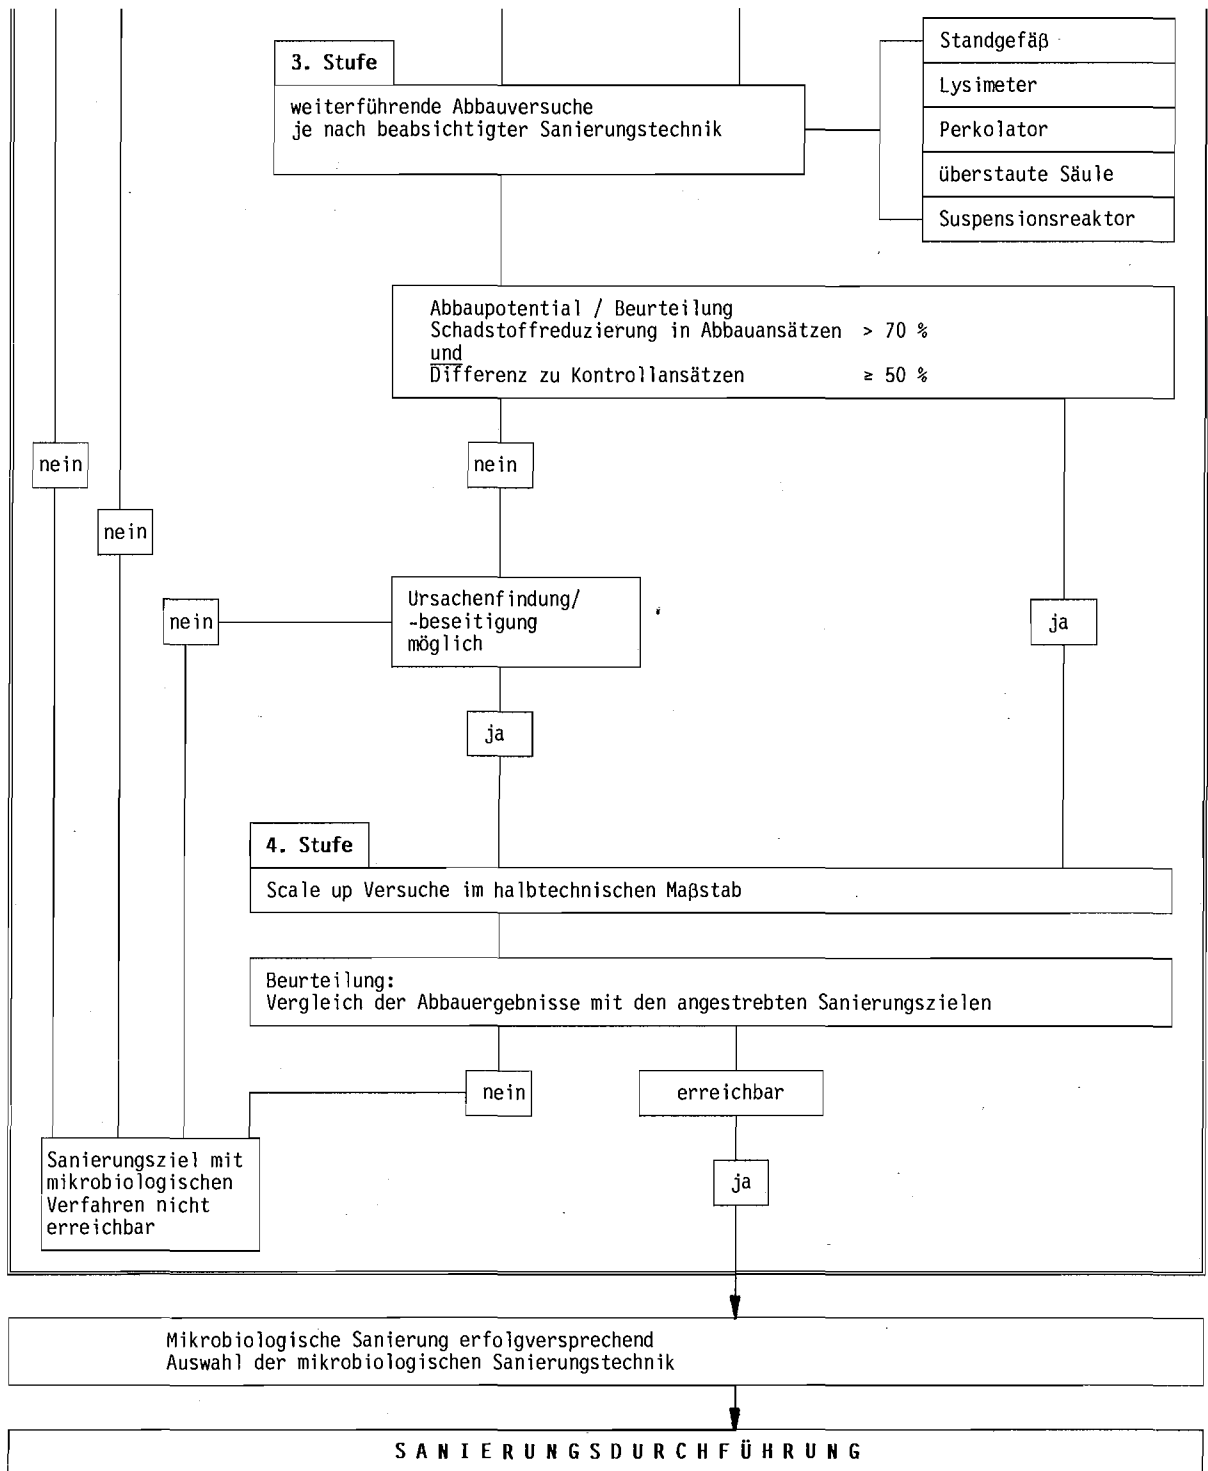 3. Stufe
weiterführende Abbauversuche
je nach beabsichtigter Sanierungstechnik
Standgefäß
Lysimeter
Perkolator
überstaute Säule
Suspensionsreaktor
Abbaupotential / Beurteilung
Schadstoffreduzierung in Abbauansätzen > 70 %
und
Differenz zu Kontrollansätzen ≥ 50 %
nein
nein
nein
nein
Ursachenfindung/
-beseitigung
möglich
ja
ja
4. Stufe
Scale up Versuche im halbtechnischen Maßstab
Beurteilung:
Vergleich der Abbauergebnisse mit den angestrebten Sanierungszielen
nein
erreichbar
ja
Sanierungsziel mit
mikrobiologischen
Verfahren nicht
erreichbar
Mikrobiologische Sanierung erfolgversprechend
Auswahl der mikrobiologischen Sanierungstechnik
SANIERUNGSDURCHFÜHRUNG